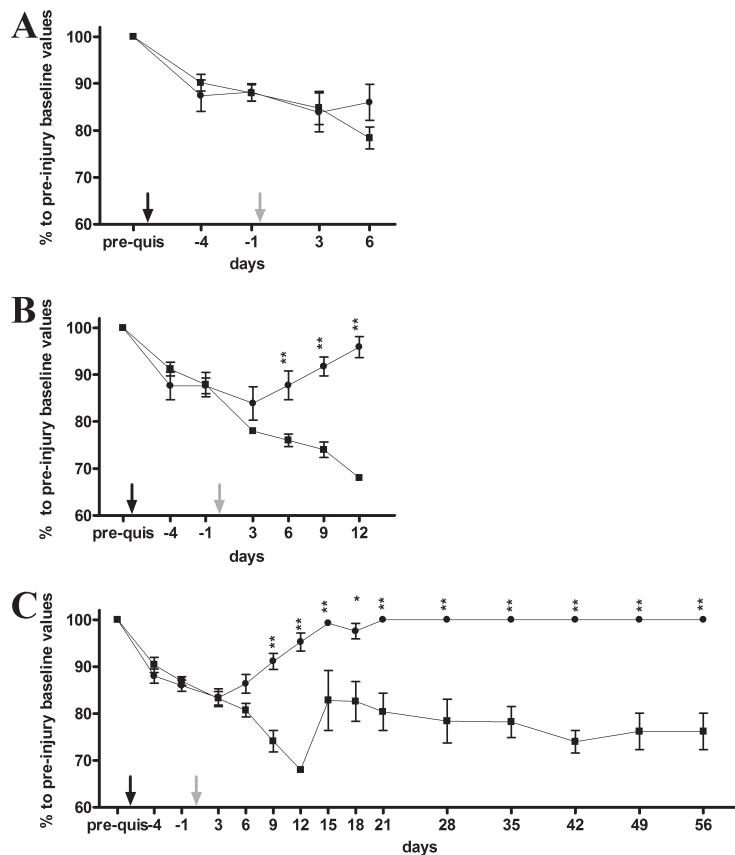 A
% to pre-injury baseline values
100
90
80
70
60
pre-quis -4 -1 3 6
days
B
% to pre-injury baseline values
100
90
80
70
60
** ** **
pre-quis -4 -1 3 6 9 12
days
C
% to pre-injury baseline values
100
90
80
70
60
** ** ** * ** ** ** ** ** **
pre-quis -4 -1 3 6 9 12 15 18 21 28 35 42 49 56
days